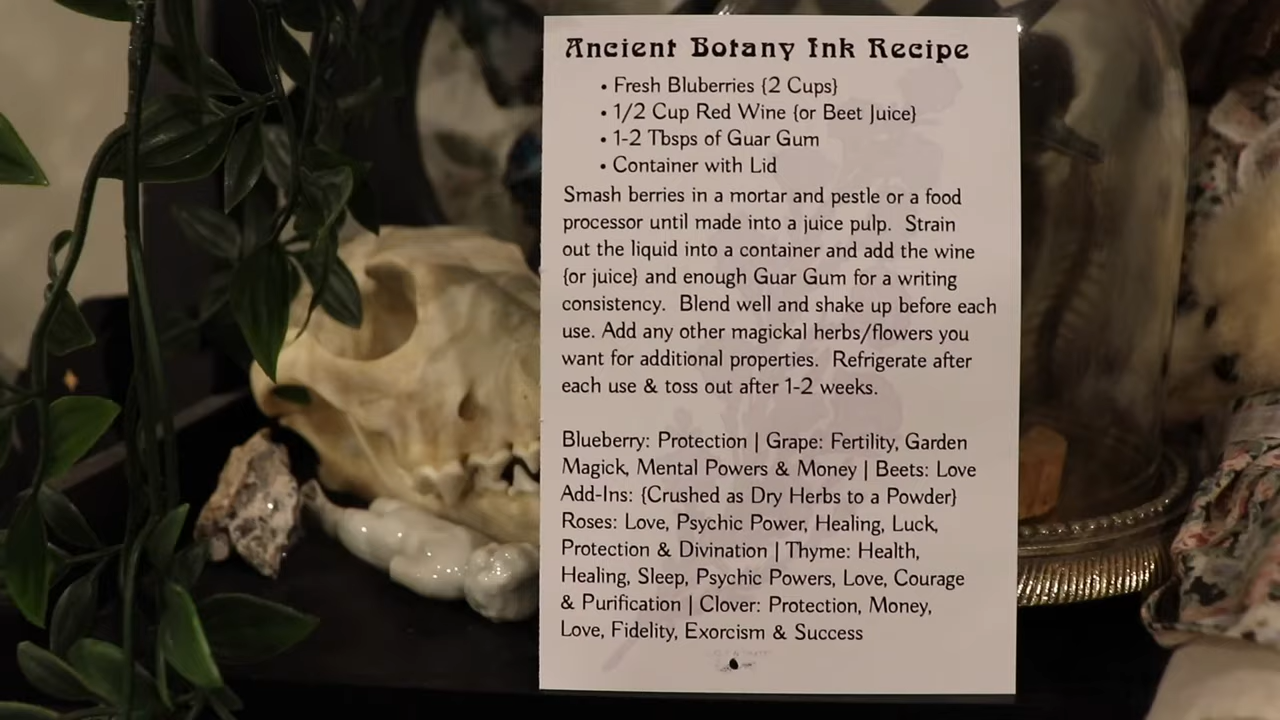 Ancient Botany Ink Recipe
• Fresh Bluberries {2 Cups}
• 1/2 Cup Red Wine {or Beet Juice}
• 1-2 Tbsps of Guar Gum
• Container with Lid
Smash berries in a mortar and pestle or a food
processor until made into a juice pulp. Strain
out the liquid into a container and add the wine
{or juice} and enough Guar Gum for a writing
consistency. Blend well and shake up before each
use. Add any other magickal herbs/flowers you
want for additional properties. Refrigerate after
each use & toss out after 1-2 weeks.
Blueberry: Protection | Grape: Fertility, Garden
Magick, Mental Powers & Money | Beets: Love
Add-Ins: {Crushed as Dry Herbs to a Powder}
Roses: Love, Psychic Power, Healing, Luck,
Protection & Divination | Thyme: Health,
Healing, Sleep, Psychic Powers, Love, Courage
& Purification | Clover: Protection, Money,
Love, Fidelity, Exorcism & Success